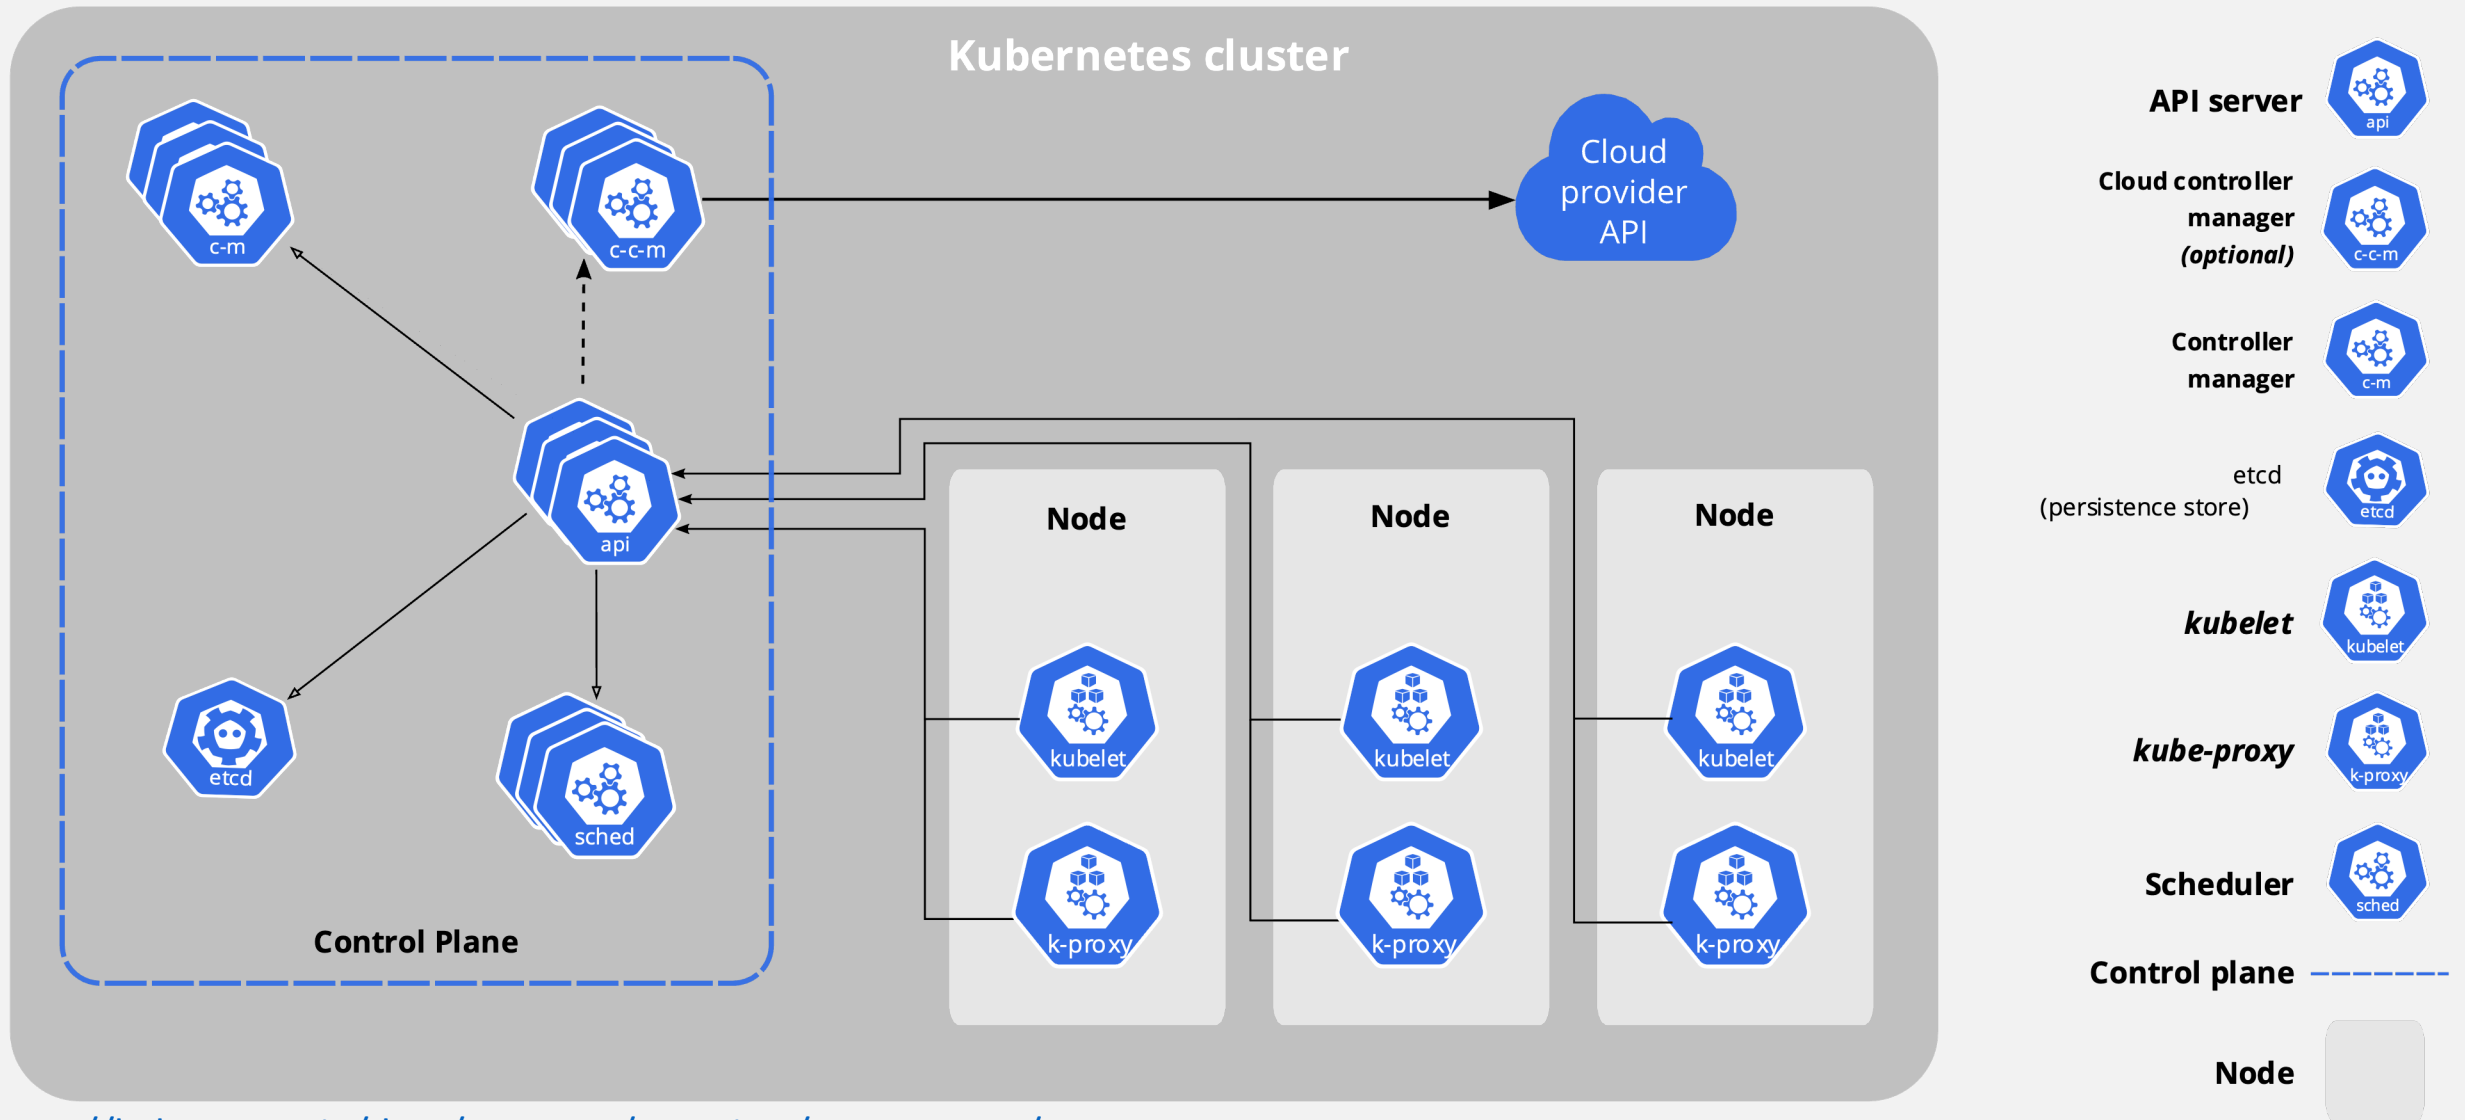 Kubernetes cluster
c-m
c-c-m
Cloud
provider
API
api
etcd
sched
Control Plane
Node
kubelet
k-proxy
Node
kubelet
k-proxy
Node
kubelet
k-proxy
API server
api
Cloud controller
manager
(optional)
c-c-m
Controller
manager
c-m
etcd
(persistence store)
etcd
kubelet
kubelet
kube-proxy
k-proxy
Scheduler
sched
Control plane
Node